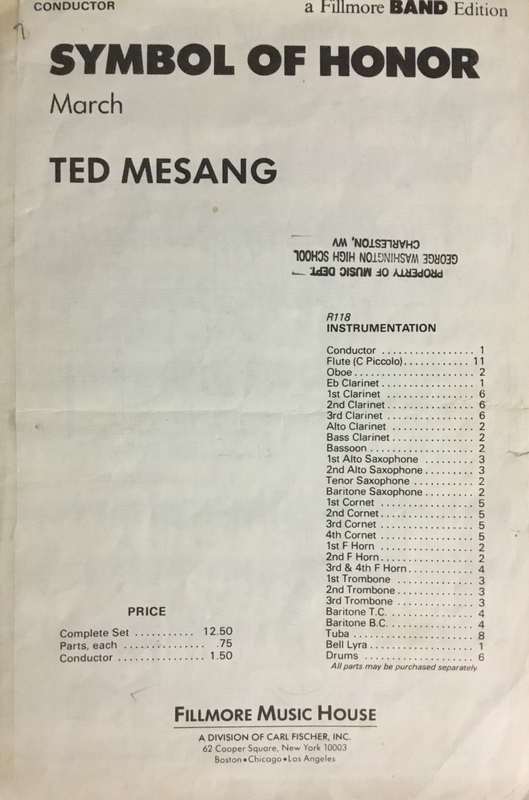 CONDUCTOR
a Fillmore BAND Edition
SYMBOL OF HONOR
March
TED MESANG
PROPERTY OF MUSIC DEPT.
GEORGE WASHINGTON HIGH SCHOOL
CHARLESTON, WV
R118
INSTRUMENTATION
Conductor ................ 1
Flute (C Piccolo)............ 11
Oboe..................... 2
Eb Clarinet ................ 1
1st Clarinet ............... 6
2nd Clarinet............... 6
3rd Clarinet ............... 6
Alto Clarinet .............. 2
Bass Clarinet .............. 2
Bassoon .................. 2
1st Alto Saxophone ......... 3
2nd Alto Saxophone......... 3
Tenor Saxophone ........... 2
Baritone Saxophone......... 2
1st Cornet ................ 5
2nd Cornet................ 5
3rd Cornet ................ 5
4th Cornet ................ 5
1st F Horn ................ 2
2nd F Horn................ 2
3rd & 4th F Horn........... 4
1st Trombone ............. 3
2nd Trombone............. 3
3rd Trombone ............. 3
Baritone T.C. .............. 4
Baritone B.C. .............. 4
Tuba ..................... 8
Bell Lyra .................. 1
Drums ................... 6
All parts may be purchased separately
PRICE
Complete Set ........... 12.50
Parts, each .............. .75
Conductor ............... 1.50
FILLMORE MUSIC HOUSE
A DIVISION OF CARL FISCHER, INC.
62 Cooper Square, New York 10003
Boston•Chicago•Los Angeles